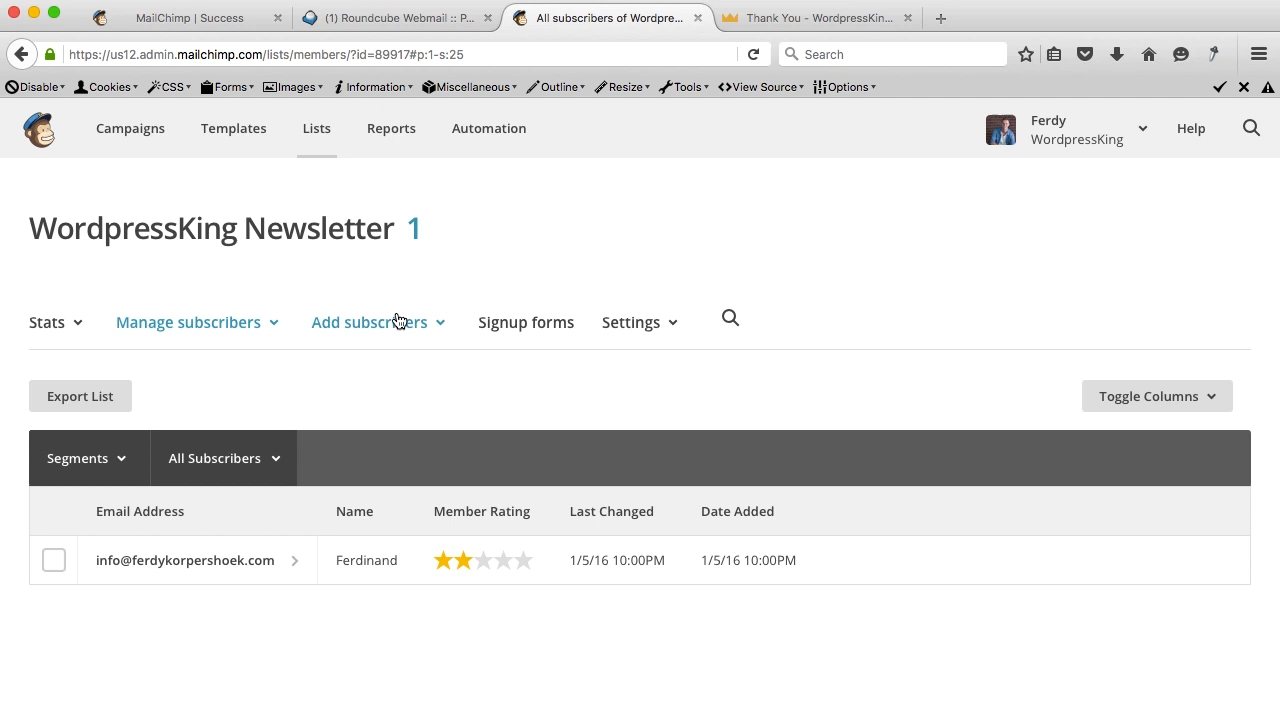 MailChimp | Success
(1) Roundcube Webmail :: P...
All subscribers of Wordpre...
Thank You - WordpressKin...
https://us12.admin.mailchimp.com/lists/members/?id=89917#p:1-s:25
Search
Disable
Cookies
CSS
Forms
Images
Information
Miscellaneous
Outline
Resize
Tools
View Source
Options
Campaigns
Templates
Lists
Reports
Automation
Ferdy
WordpressKing
Help
WordpressKing Newsletter 1
Stats
Manage subscribers
Add subscribers
Signup forms
Settings
Export List
Toggle Columns
Segments
All Subscribers
Email Address
Name
Member Rating
Last Changed
Date Added
info@ferdykorpershoek.com
Ferdinand
1/5/16 10:00PM
1/5/16 10:00PM